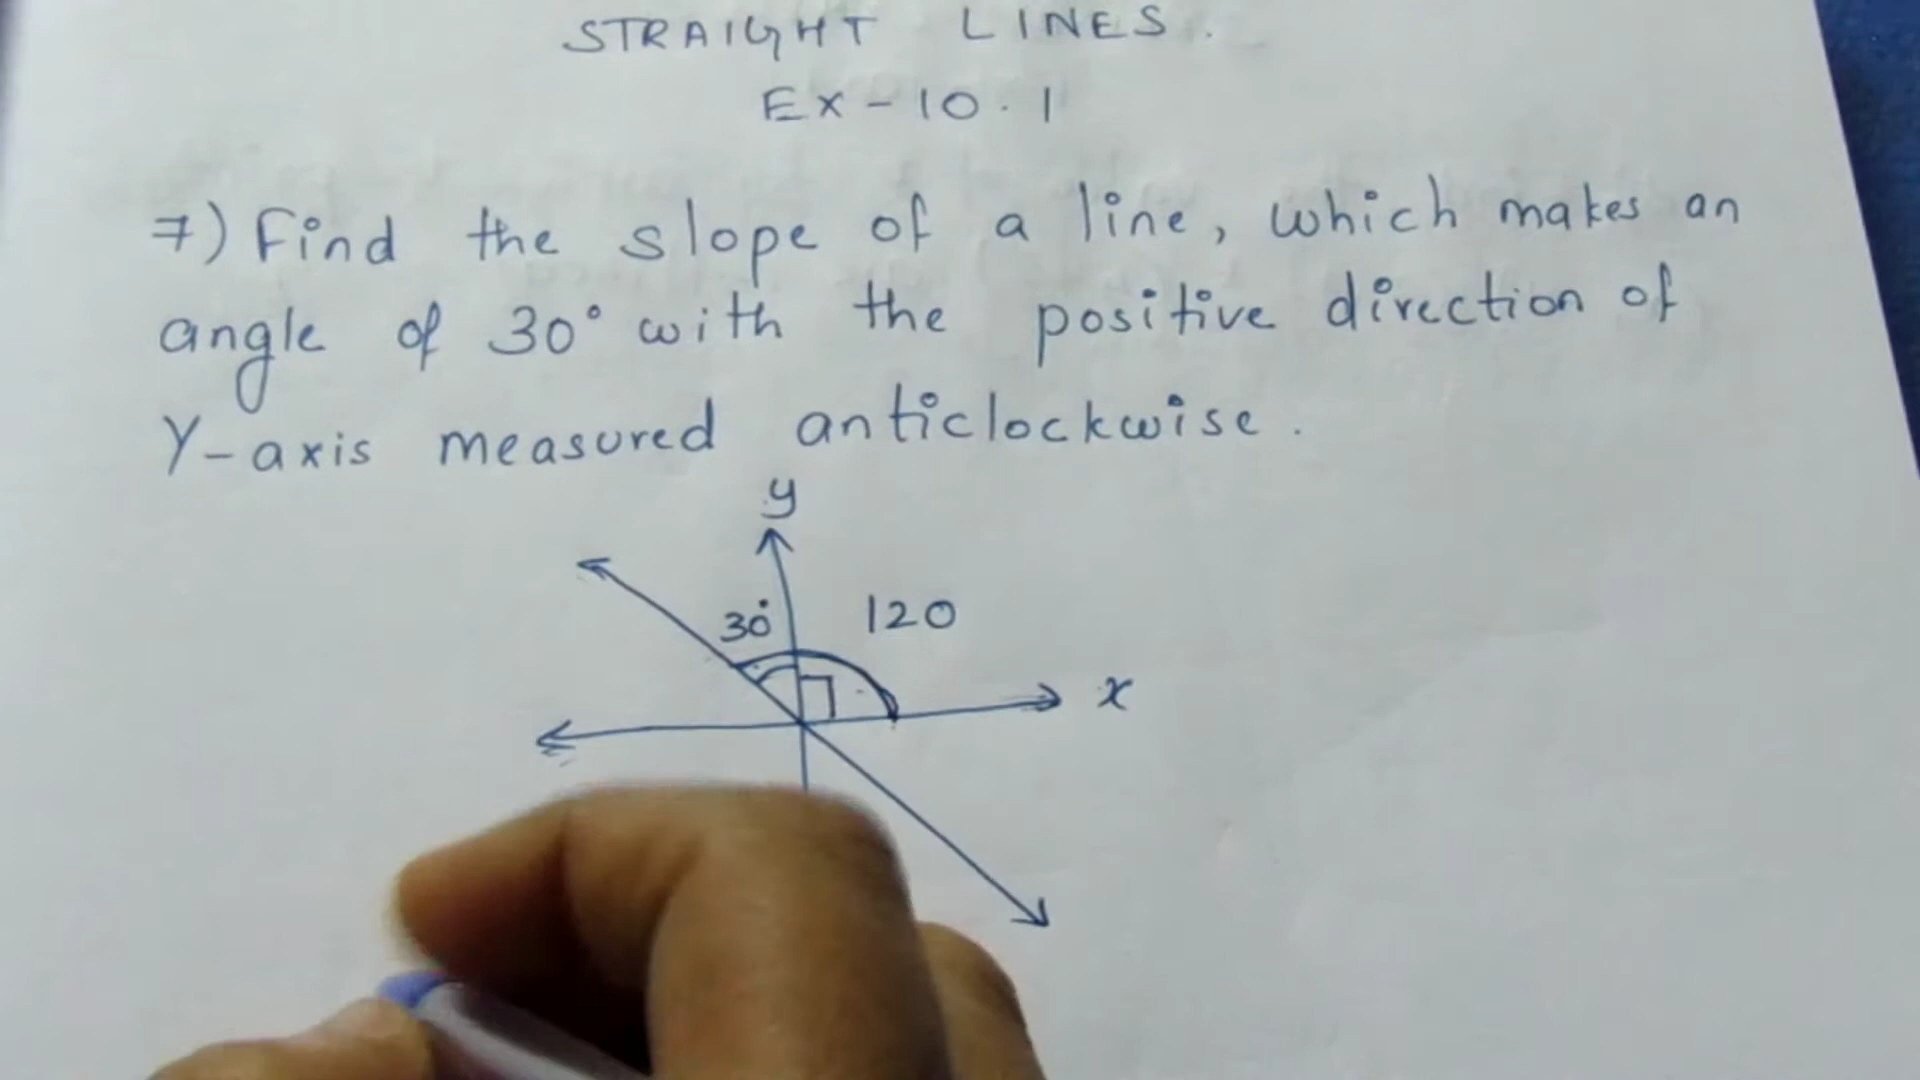 STRAIGHT LINES.
EX-10.1
7) Find the slope of a line, which makes an
angle of 30° with the positive direction of
Y-axis measured anticlockwise.
y
30° 120
x